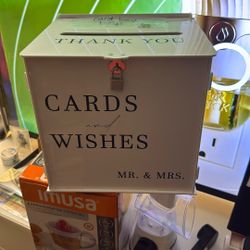 THANK YOU
CARDS
and
WISHES
MR. & MRS.
imusa